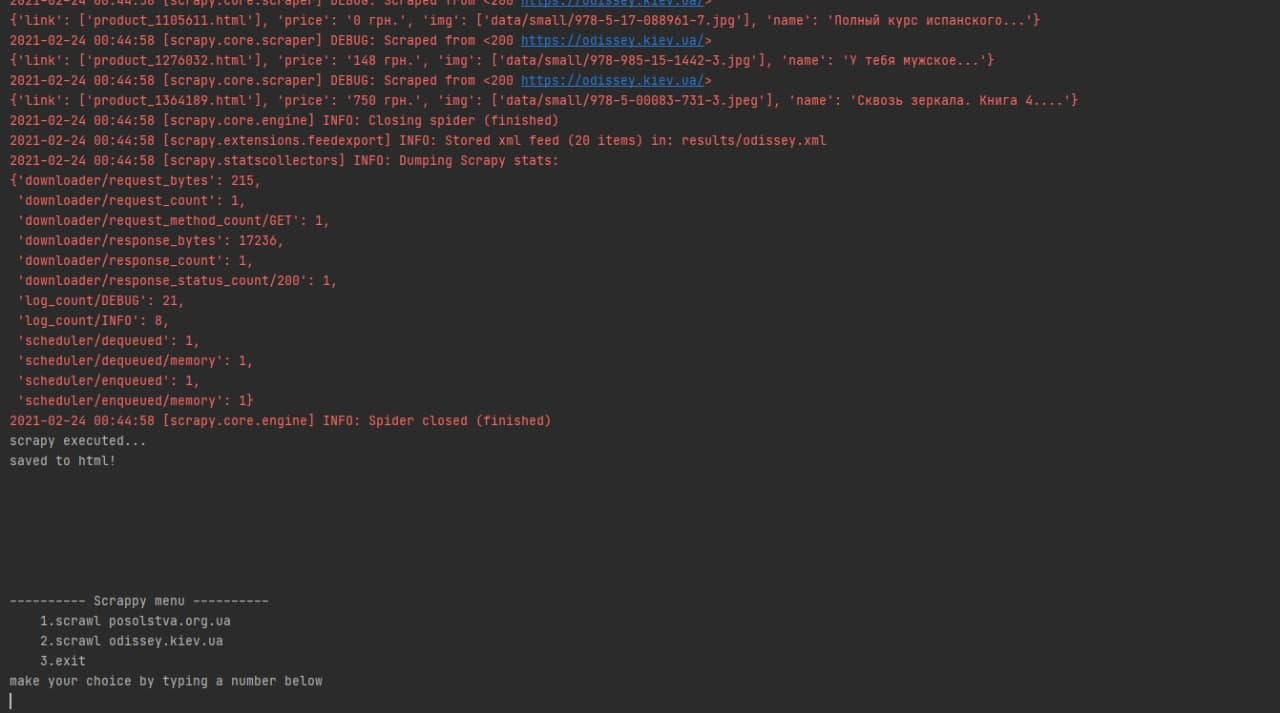 2021-02-24 00:44:58 [scrapy.core.scraper] DEBUG: Scraped from <200 https://odissey.kiev.ua/>
{'link': ['product_1105611.html'], 'price': '0 грн.', 'img': ['data/small/978-5-17-088961-7.jpg'], 'name': 'Полный курс испанского...'}
2021-02-24 00:44:58 [scrapy.core.scraper] DEBUG: Scraped from <200 https://odissey.kiev.ua/>
{'link': ['product_1276032.html'], 'price': '148 грн.', 'img': ['data/small/978-985-15-1442-3.jpg'], 'name': 'У тебя мужское...'}
2021-02-24 00:44:58 [scrapy.core.scraper] DEBUG: Scraped from <200 https://odissey.kiev.ua/>
{'link': ['product_1364189.html'], 'price': '750 грн.', 'img': ['data/small/978-5-00083-731-3.jpeg'], 'name': 'Сквозь зеркала. Книга 4....'}
2021-02-24 00:44:58 [scrapy.core.engine] INFO: Closing spider (finished)
2021-02-24 00:44:58 [scrapy.extensions.feedexport] INFO: Stored xml feed (20 items) in: results/odissey.xml
2021-02-24 00:44:58 [scrapy.statscollectors] INFO: Dumping Scrapy stats:
{'downloader/request_bytes': 215,
'downloader/request_count': 1,
'downloader/request_method_count/GET': 1,
'downloader/response_bytes': 17236,
'downloader/response_count': 1,
'downloader/response_status_count/200': 1,
'log_count/DEBUG': 21,
'log_count/INFO': 8,
'scheduler/dequeued': 1,
'scheduler/dequeued/memory': 1,
'scheduler/enqueued': 1,
'scheduler/enqueued/memory': 1}
2021-02-24 00:44:58 [scrapy.core.engine] INFO: Spider closed (finished)
scrapy executed...
saved to html!
---------- Scrappy menu ----------
1.scrawl posolstva.org.ua
2.scrawl odissey.kiev.ua
3.exit
make your choice by typing a number below